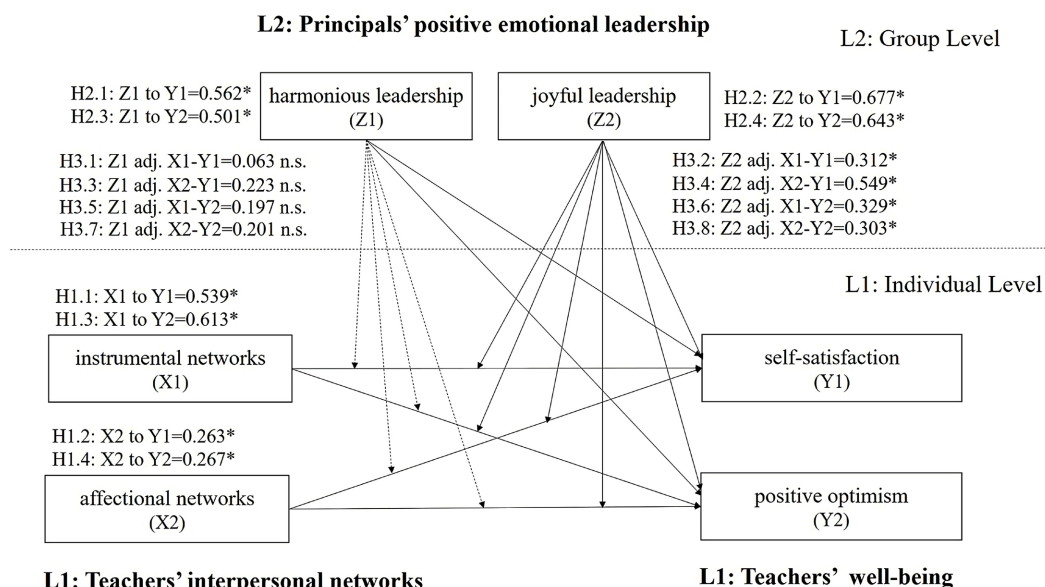 L2: Principals' positive emotional leadership
L2: Group Level
H2.1: Z1 to Y1=0.562*
H2.3: Z1 to Y2=0.501*
harmonious leadership
(Z1)
joyful leadership
(Z2)
H2.2: Z2 to Y1=0.677*
H2.4: Z2 to Y2=0.643*
H3.1: Z1 adj. X1-Y1=0.063 n.s.
H3.3: Z1 adj. X2-Y1=0.223 n.s.
H3.5: Z1 adj. X1-Y2=0.197 n.s.
H3.7: Z1 adj. X2-Y2=0.201 n.s.
H3.2: Z2 adj. X1-Y1=0.312*
H3.4: Z2 adj. X2-Y1=0.549*
H3.6: Z2 adj. X1-Y2=0.329*
H3.8: Z2 adj. X2-Y2=0.303*
L1: Individual Level
H1.1: X1 to Y1=0.539*
H1.3: X1 to Y2=0.613*
instrumental networks
(X1)
self-satisfaction
(Y1)
H1.2: X2 to Y1=0.263*
H1.4: X2 to Y2=0.267*
affectional networks
(X2)
positive optimism
(Y2)
L1: Teachers' interpersonal networks
L1: Teachers' well-being